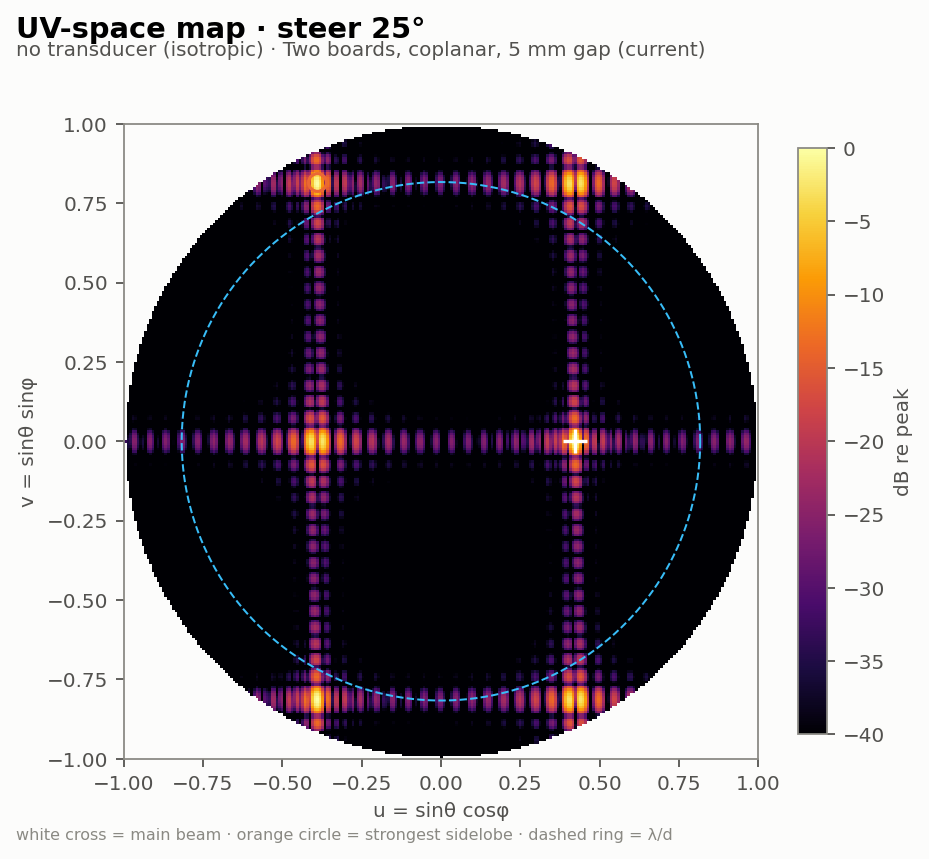 UV-space map · steer 25°
no transducer (isotropic) · Two boards, coplanar, 5 mm gap (current)
1.00
0.75
0.50
0.25
0.00
−0.25
−0.50
−0.75
−1.00
v = sinθ sinφ
−1.00 −0.75 −0.50 −0.25 0.00 0.25 0.50 0.75 1.00
u = sinθ cosφ
0
−5
−10
−15
−20
−25
−30
−35
−40
dB re peak
white cross = main beam · orange circle = strongest sidelobe · dashed ring = λ/d